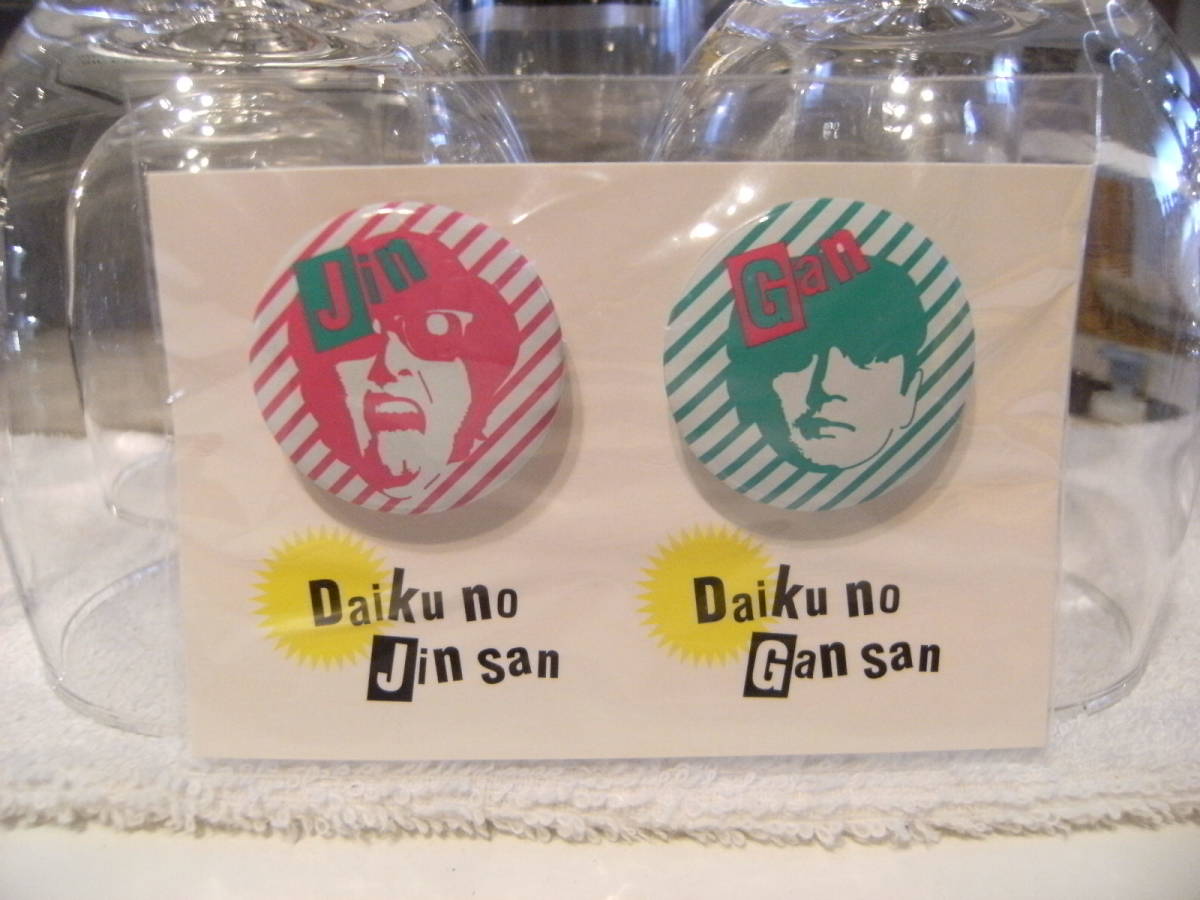 Jin
Gan
Daiku no
Jin san
Daiku no
Gan san